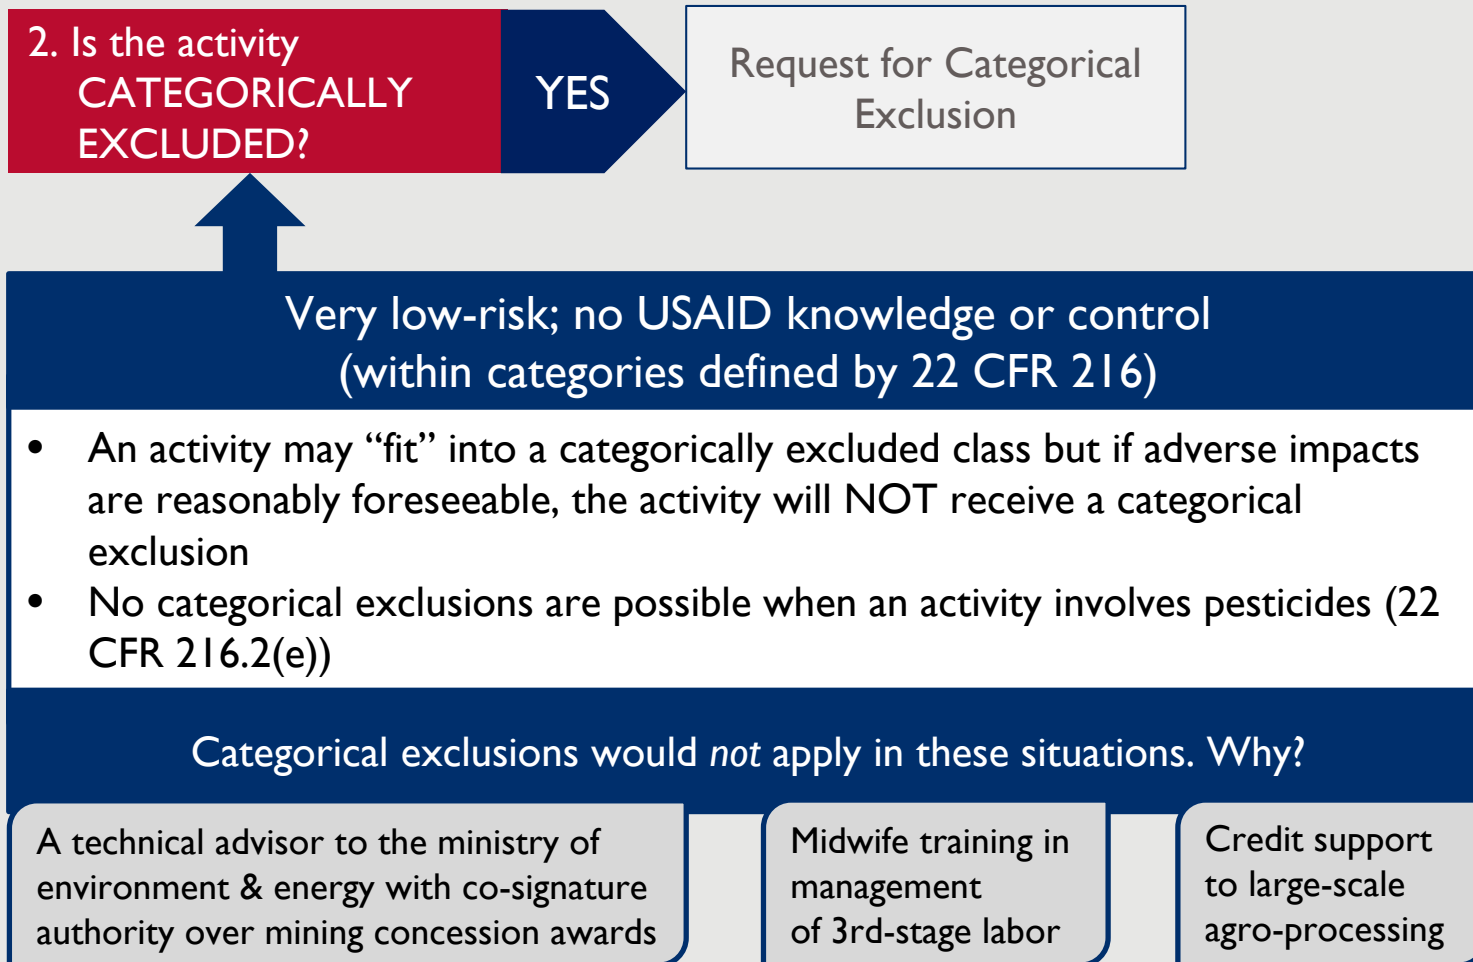 2. Is the activity
CATEGORICALLY
EXCLUDED?
YES
Request for Categorical
Exclusion
Very low-risk; no USAID knowledge or control
(within categories defined by 22 CFR 216)
• An activity may “fit” into a categorically excluded class but if adverse impacts
are reasonably foreseeable, the activity will NOT receive a categorical
exclusion
• No categorical exclusions are possible when an activity involves pesticides (22
CFR 216.2(e))
Categorical exclusions would not apply in these situations. Why?
A technical advisor to the ministry of
environment & energy with co-signature
authority over mining concession awards
Midwife training in
management
of 3rd-stage labor
Credit support
to large-scale
agro-processing